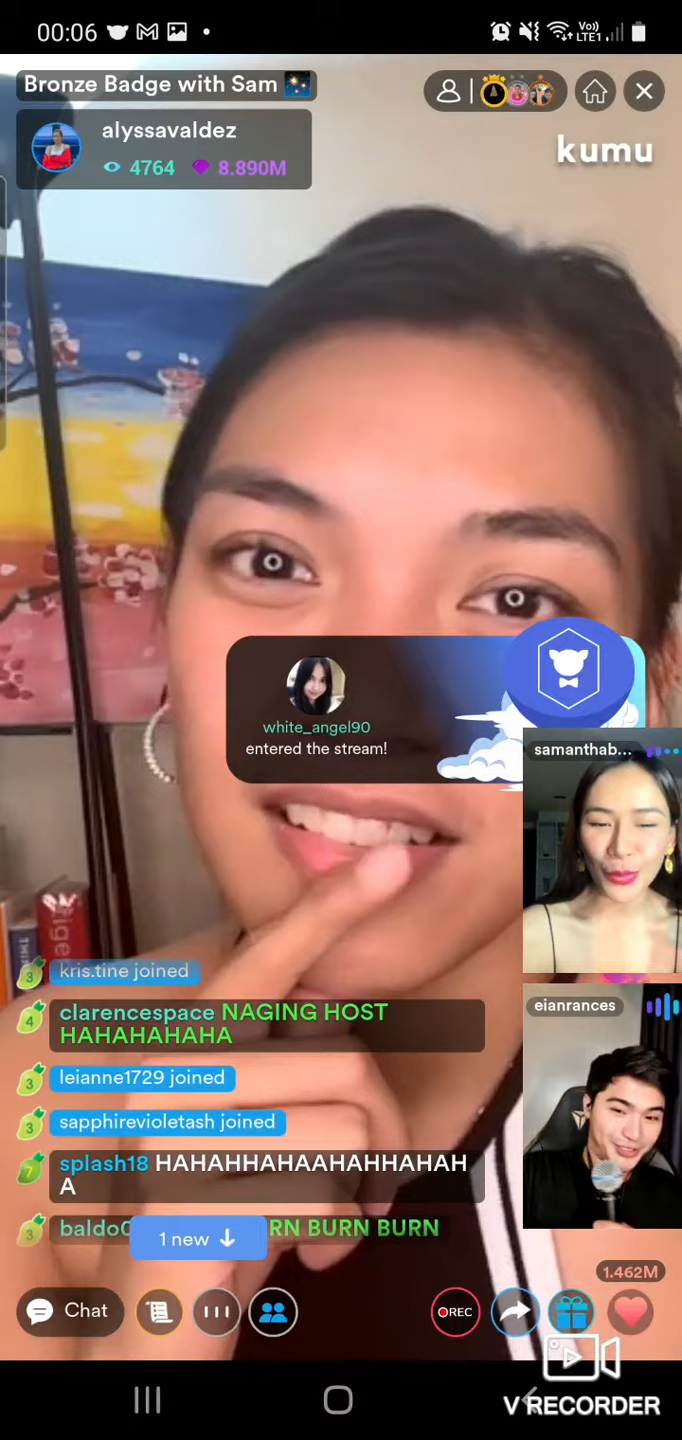 00:06
Vo))
LTE1
Bronze Badge with Sam
alyssavaldez
4764 8.890M
kumu
white_angel90
entered the stream!
samanthab...
eianrances
3 kris.tine joined
4 clarencespace NAGING HOST
HAHAHAHAHA
3 leianne1729 joined
3 sapphirevioletash joined
7 splash18 HAHAHHAHAAHAHHAHAH
A
3 RN BURN BURN
1 new
1.462M
Chat
REC
V RECORDER